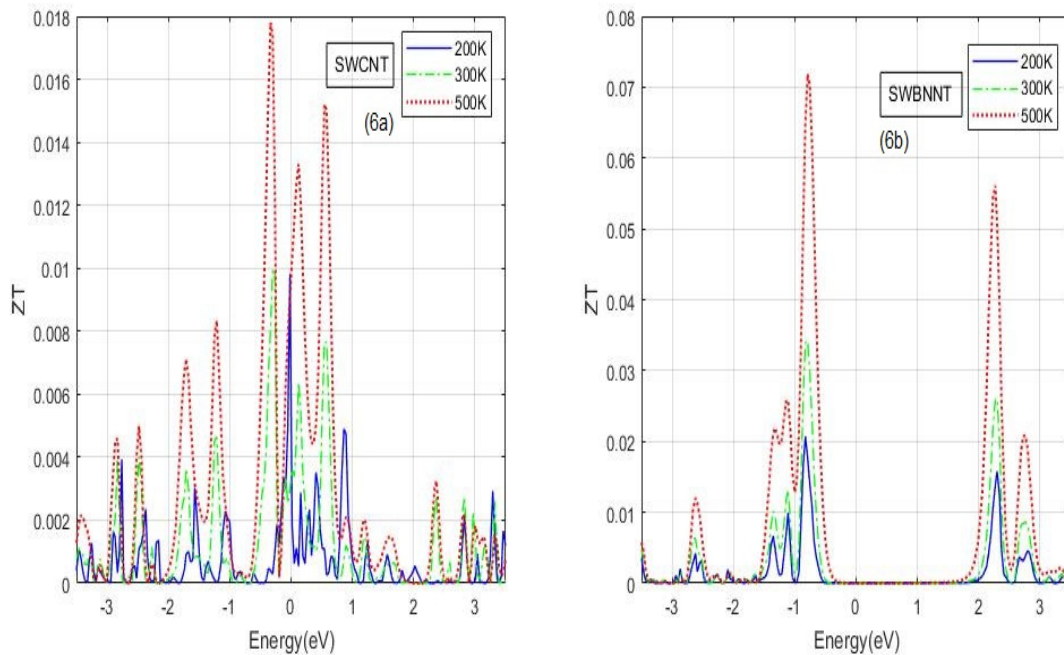 0.018
0.016
0.014
0.012
0.01
0.008
0.006
0.004
0.002
0
ZT
SWCNT
200K
300K
500K
(6a)
-3 -2 -1 0 1 2 3
Energy(eV)
0.08
0.07
0.06
0.05
0.04
0.03
0.02
0.01
0
ZT
SWBNNT
200K
300K
500K
(6b)
-3 -2 -1 0 1 2 3
Energy(eV)